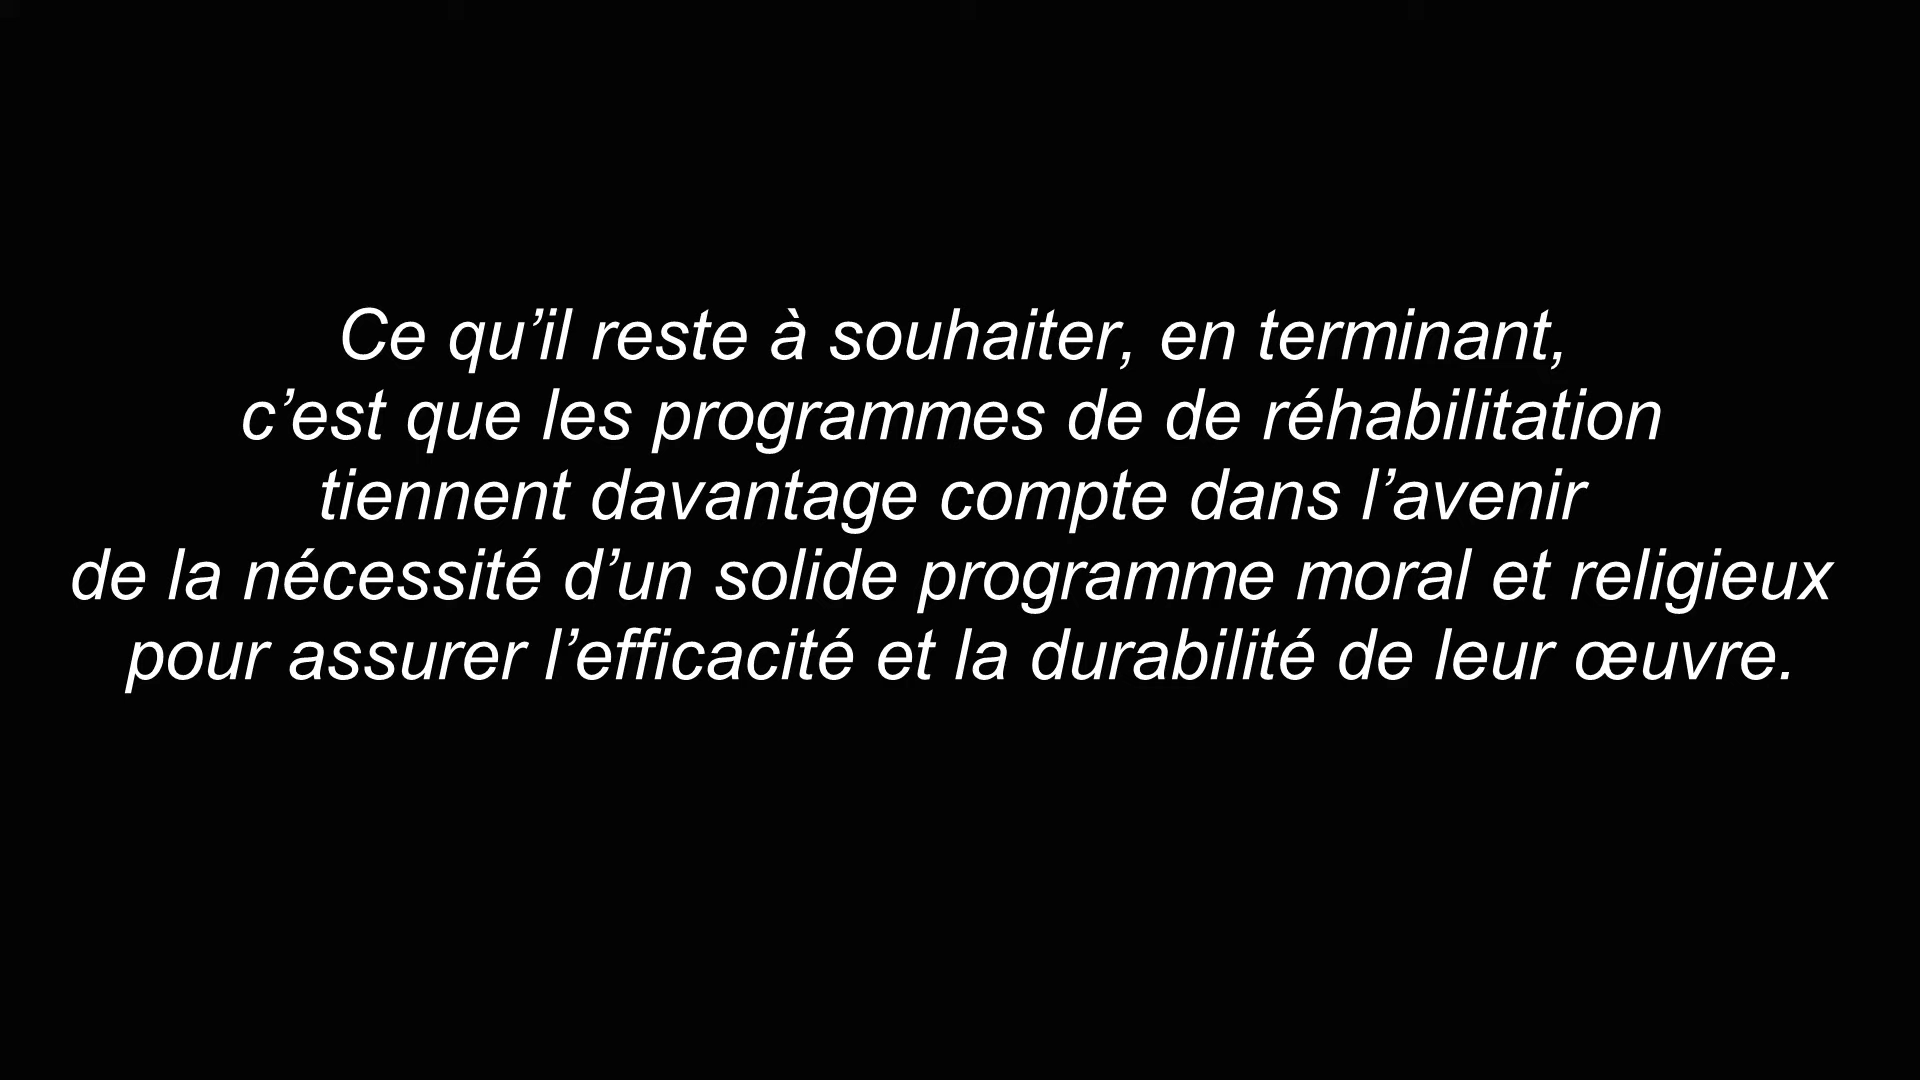 Ce qu’il reste à souhaiter, en terminant,
c’est que les programmes de de réhabilitation
tiennent davantage compte dans l’avenir
de la nécessité d’un solide programme moral et religieux
pour assurer l’efficacité et la durabilité de leur œuvre.